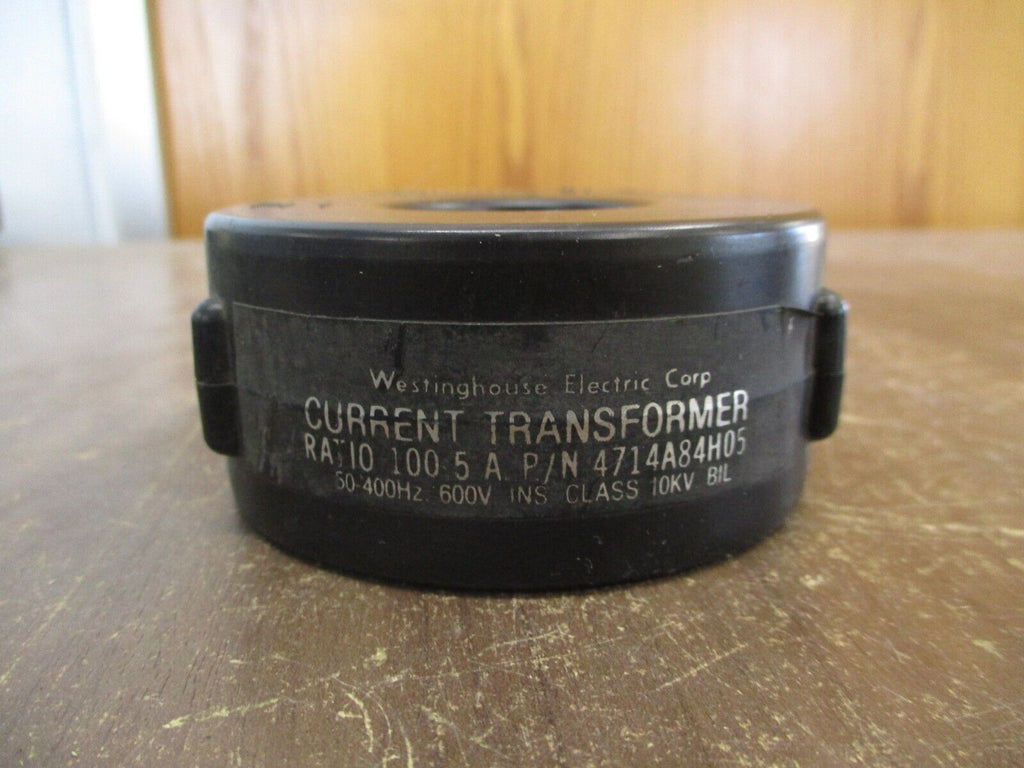 Westinghouse Electric Corp
CURRENT TRANSFORMER
RATIO 100:5 A P/N 4714A84H05
50-400Hz. 600V INS CLASS 10KV BIL